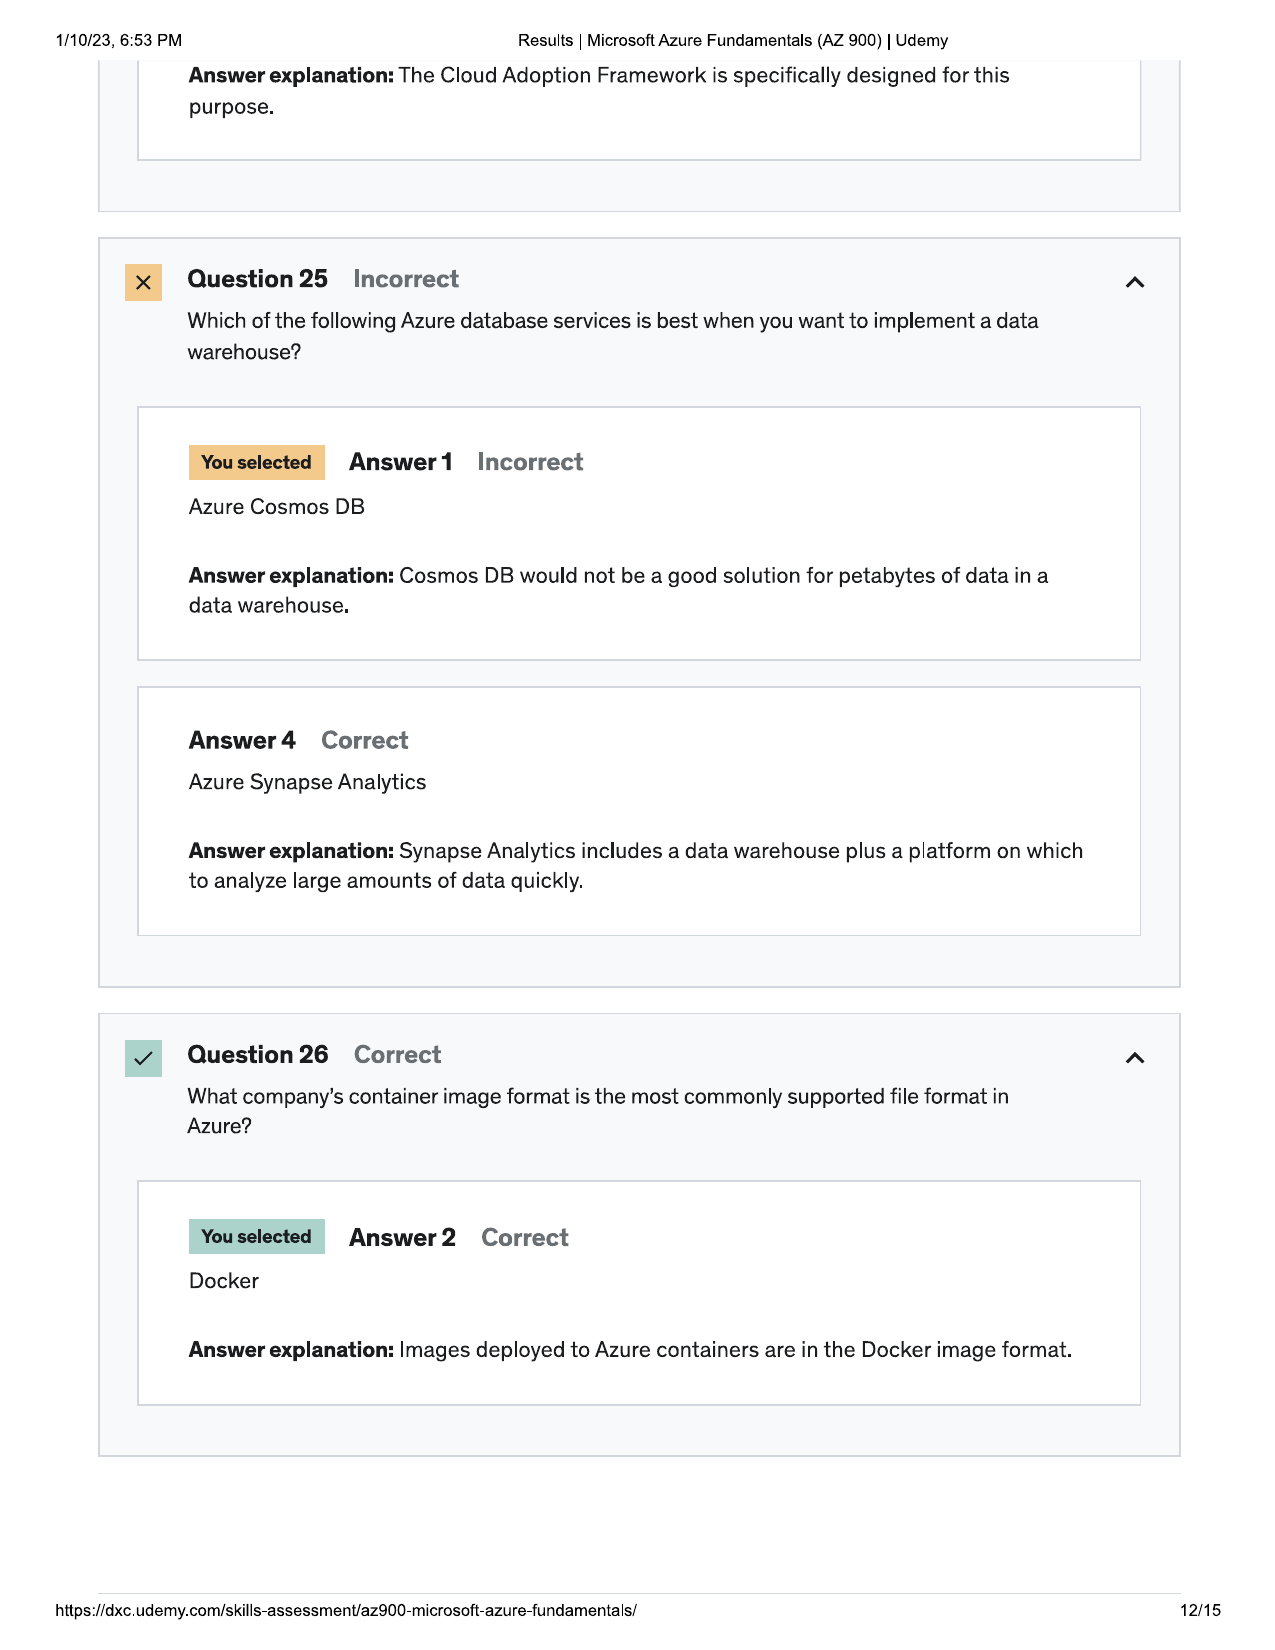 1/10/23, 6:53 PM Results | Microsoft Azure Fundamentals (AZ 900) | Udemy
Answer explanation: The Cloud Adoption Framework is specifically designed for this
purpose.
Question 25 Incorrect
Which of the following Azure database services is best when you want to implement a data
warehouse?
You selected Answer 1 Incorrect
Azure Cosmos DB
Answer explanation: Cosmos DB would not be a good solution for petabytes of data in a
data warehouse.
Answer 4 Correct
Azure Synapse Analytics
Answer explanation: Synapse Analytics includes a data warehouse plus a platform on which
to analyze large amounts of data quickly.
Question 26 Correct
What company’s container image format is the most commonly supported file format in
Azure?
You selected Answer 2 Correct
Docker
Answer explanation: Images deployed to Azure containers are in the Docker image format.
https://dxc.udemy.com/skills-assessment/az900-microsoft-azure-fundamentals/ 12/15